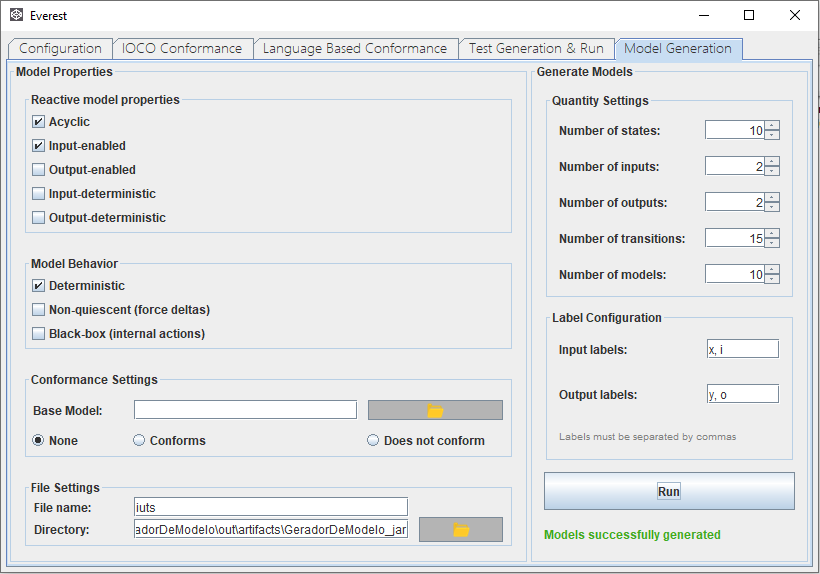 Everest
Configuration
IOCO Conformance
Language Based Conformance
Test Generation & Run
Model Generation
Model Properties
Reactive model properties
Acyclic
Input-enabled
Output-enabled
Input-deterministic
Output-deterministic
Model Behavior
Deterministic
Non-quiescent (force deltas)
Black-box (internal actions)
Conformance Settings
Base Model:
None
Conforms
Does not conform
File Settings
File name:
iuts
Directory:
adorDeModelo\out\artifacts\GeradorDeModelo_jar
Generate Models
Quantity Settings
Number of states:
10
Number of inputs:
2
Number of outputs:
2
Number of transitions:
15
Number of models:
10
Label Configuration
Input labels:
x, i
Output labels:
y, o
Labels must be separated by commas
Run
Models successfully generated